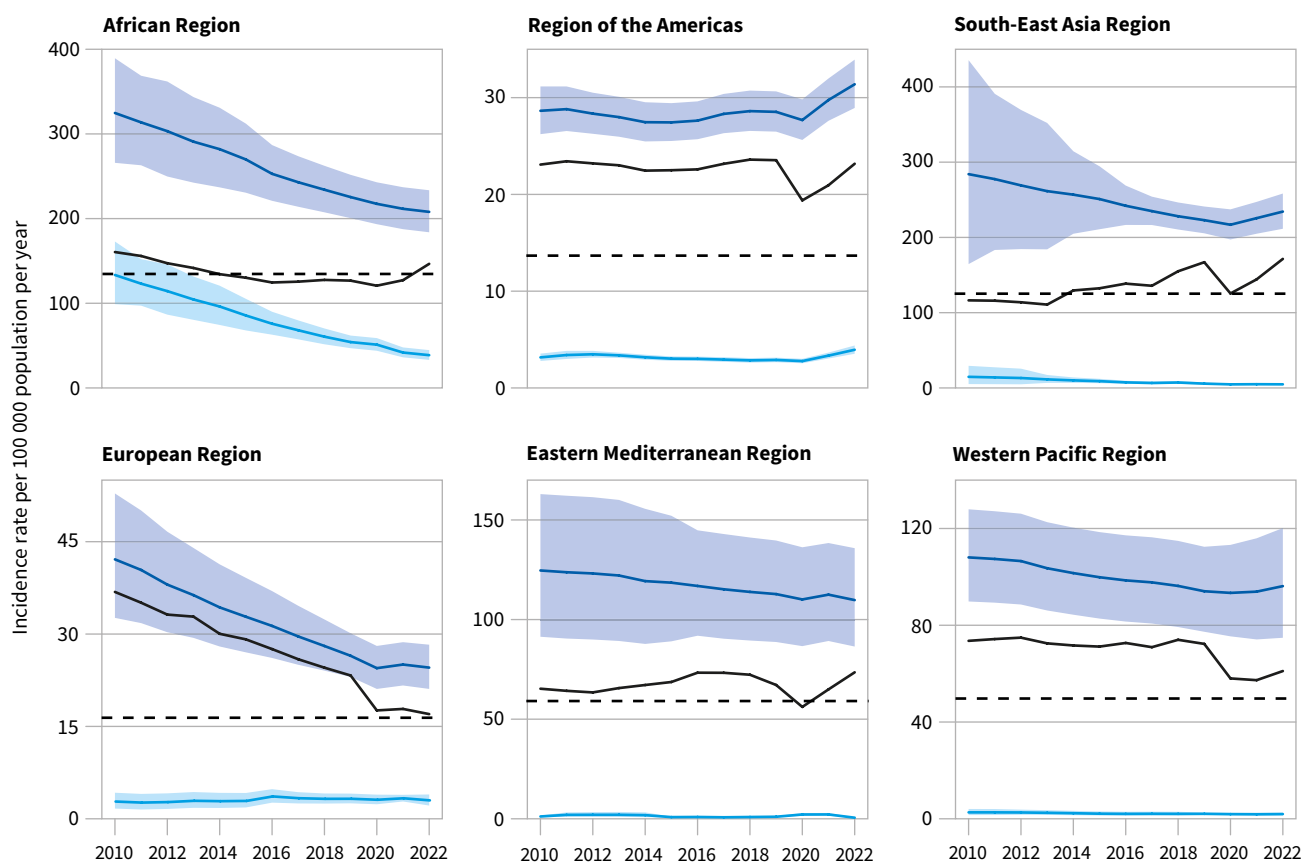 Incidence rate per 100 000 population per year
African Region
400
300
200
100
0
Region of the Americas
30
20
10
0
South-East Asia Region
400
300
200
100
0
European Region
45
30
15
0
2010 2012 2014 2016 2018 2020 2022
Eastern Mediterranean Region
150
100
50
0
2010 2012 2014 2016 2018 2020 2022
Western Pacific Region
120
80
40
0
2010 2012 2014 2016 2018 2020 2022